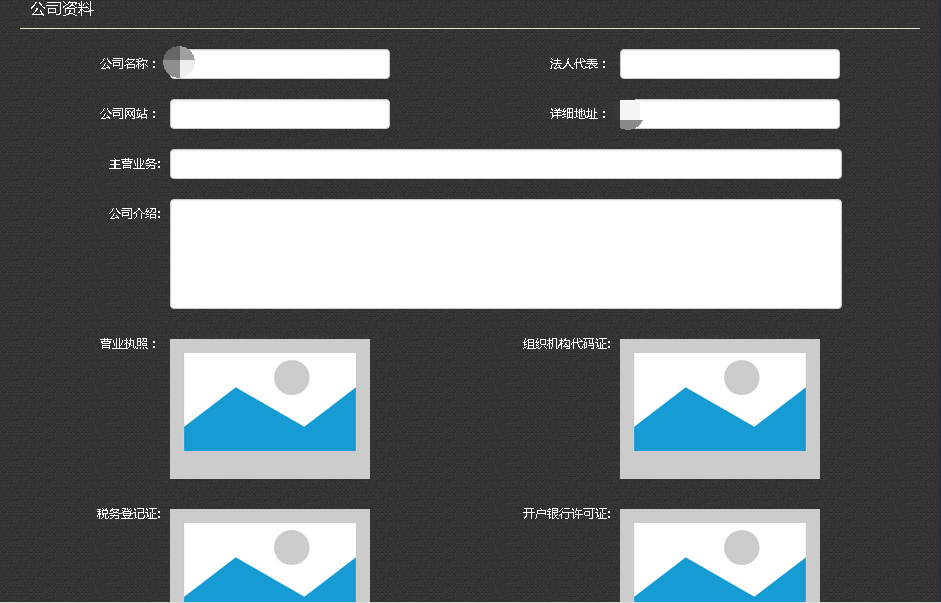 公司资料
公司名称： 法人代表：
公司网站： 详细地址：
主营业务:
公司介绍:
营业执照： 组织机构代码证:
税务登记证: 开户银行许可证: